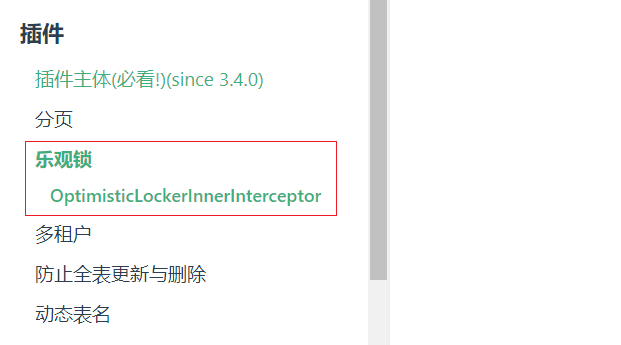 插件
插件主体(必看!)(since 3.4.0)
分页
乐观锁
OptimisticLockerInnerInterceptor
多租户
防止全表更新与删除
动态表名